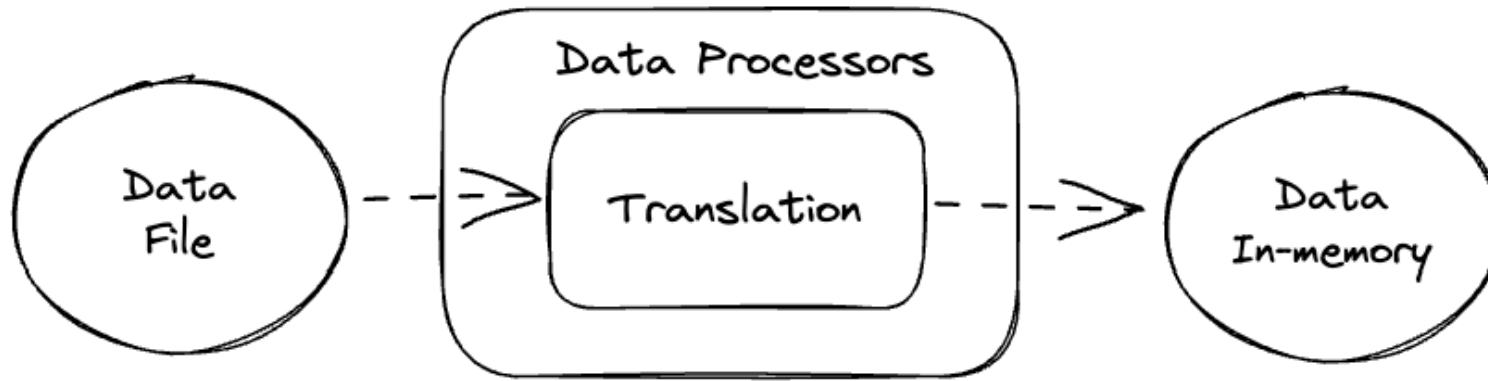 Data Processors
Data
File
Translation
Data
In-memory